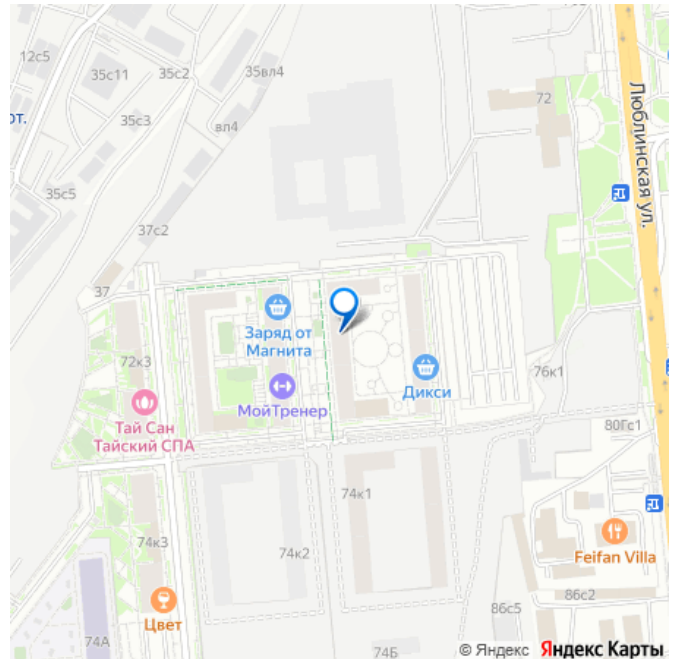 12с5
35с11
35с2
35вл4
от.
35с3
вл4
72
Люблинская ул.
35с5
37с2
37
Заряд от
Магнита
72к3
МойТренер
Дикси
76к1
Тай Сан
Тайский СПА
80Гс1
74к1
74к3
74к2
Feifan Villa
86с2
86с5
Цвет
74А
74Б
© Яндекс Яндекс Карты